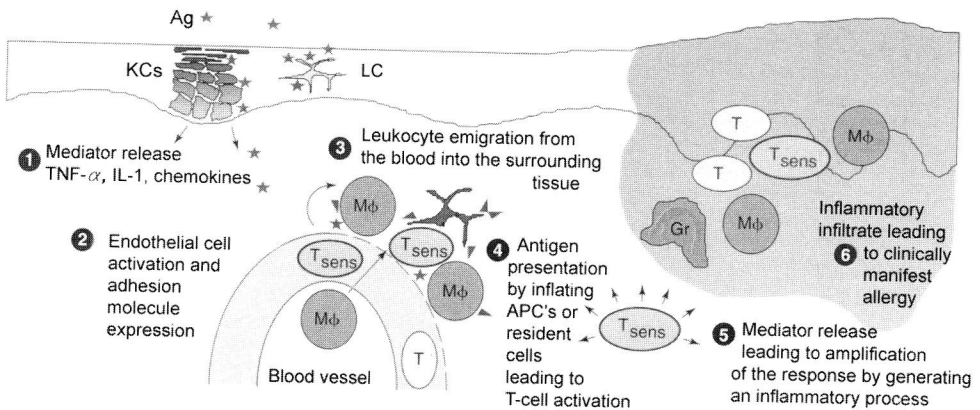 Ag
KCs
LC
1 Mediator release
TNF-α, IL-1, chemokines
2 Endothelial cell
activation and
adhesion
molecule
expression
3 Leukocyte emigration from
the blood into the surrounding
tissue
Mϕ
Tsens
Tsens
Mϕ
Mϕ
T
Blood vessel
4 Antigen
presentation
by inflating
APC's or
resident
cells
leading to
T-cell activation
Tsens
5 Mediator release
leading to amplification
of the response by generating
an inflammatory process
T
T
Tsens
Mϕ
Gr
Mϕ
Inflammatory
infiltrate leading
6 to clinically
manifest
allergy